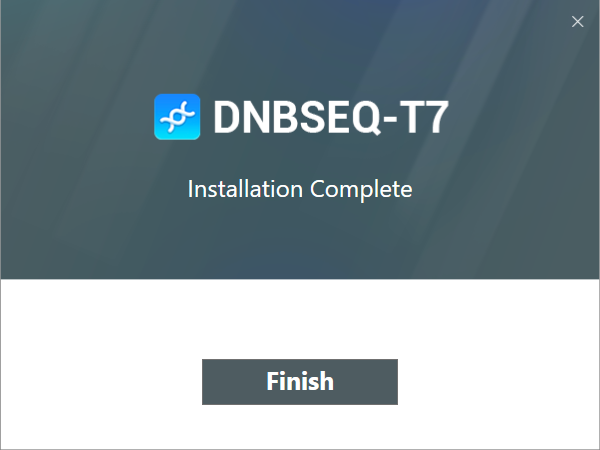 DNBSEQ-T7
Installation Complete
Finish